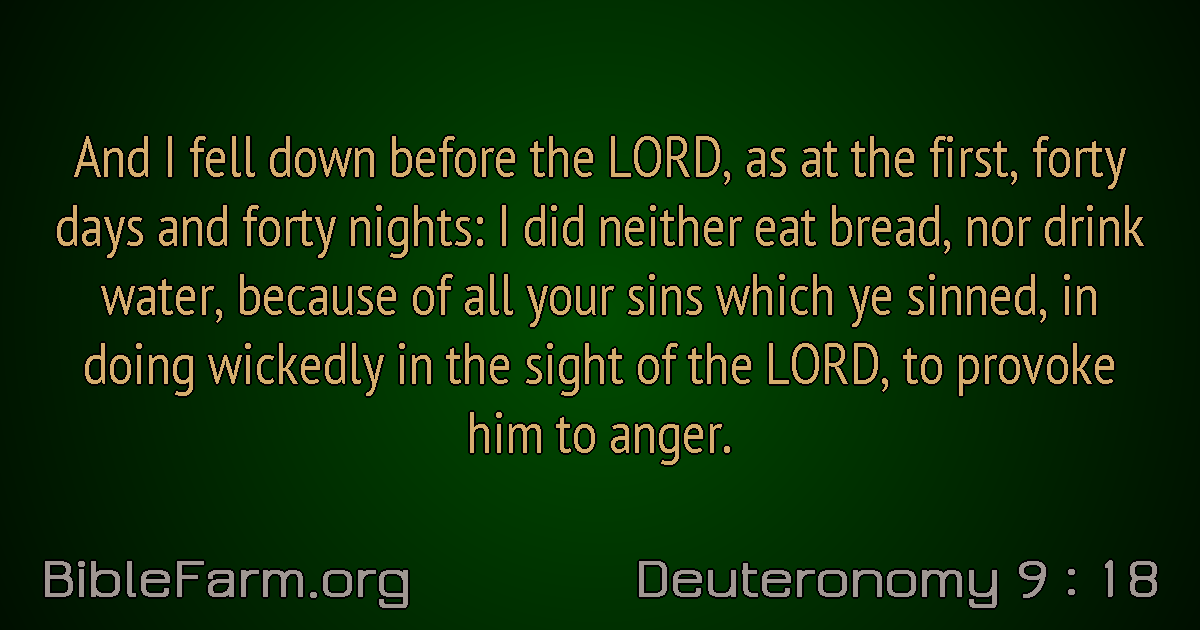 And I fell down before the LORD, as at the first, forty
days and forty nights: I did neither eat bread, nor drink
water, because of all your sins which ye sinned, in
doing wickedly in the sight of the LORD, to provoke
him to anger.
BibleFarm.org
Deuteronomy 9 : 18